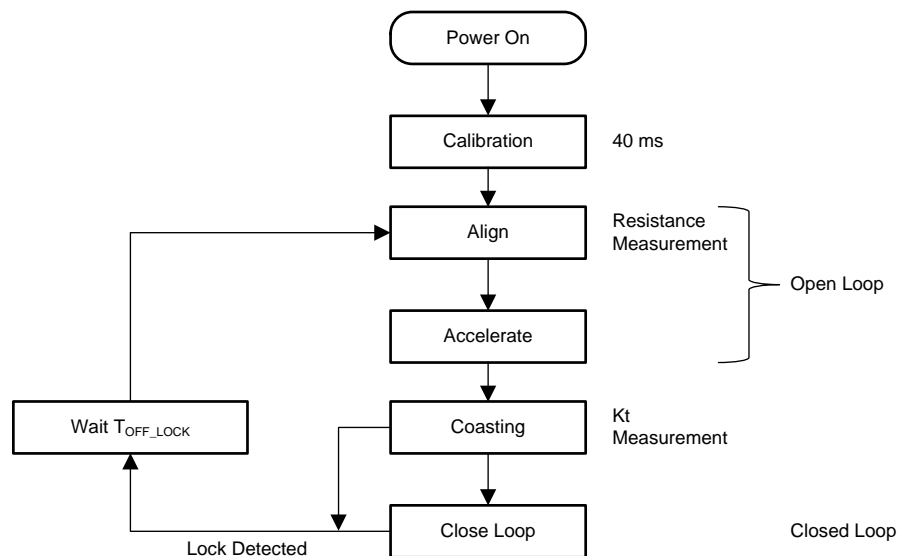 Power On
Calibration
40 ms
Align
Resistance
Measurement
Open Loop
Accelerate
Wait TOFF_LOCK
Coasting
Kt
Measurement
Close Loop
Closed Loop
Lock Detected